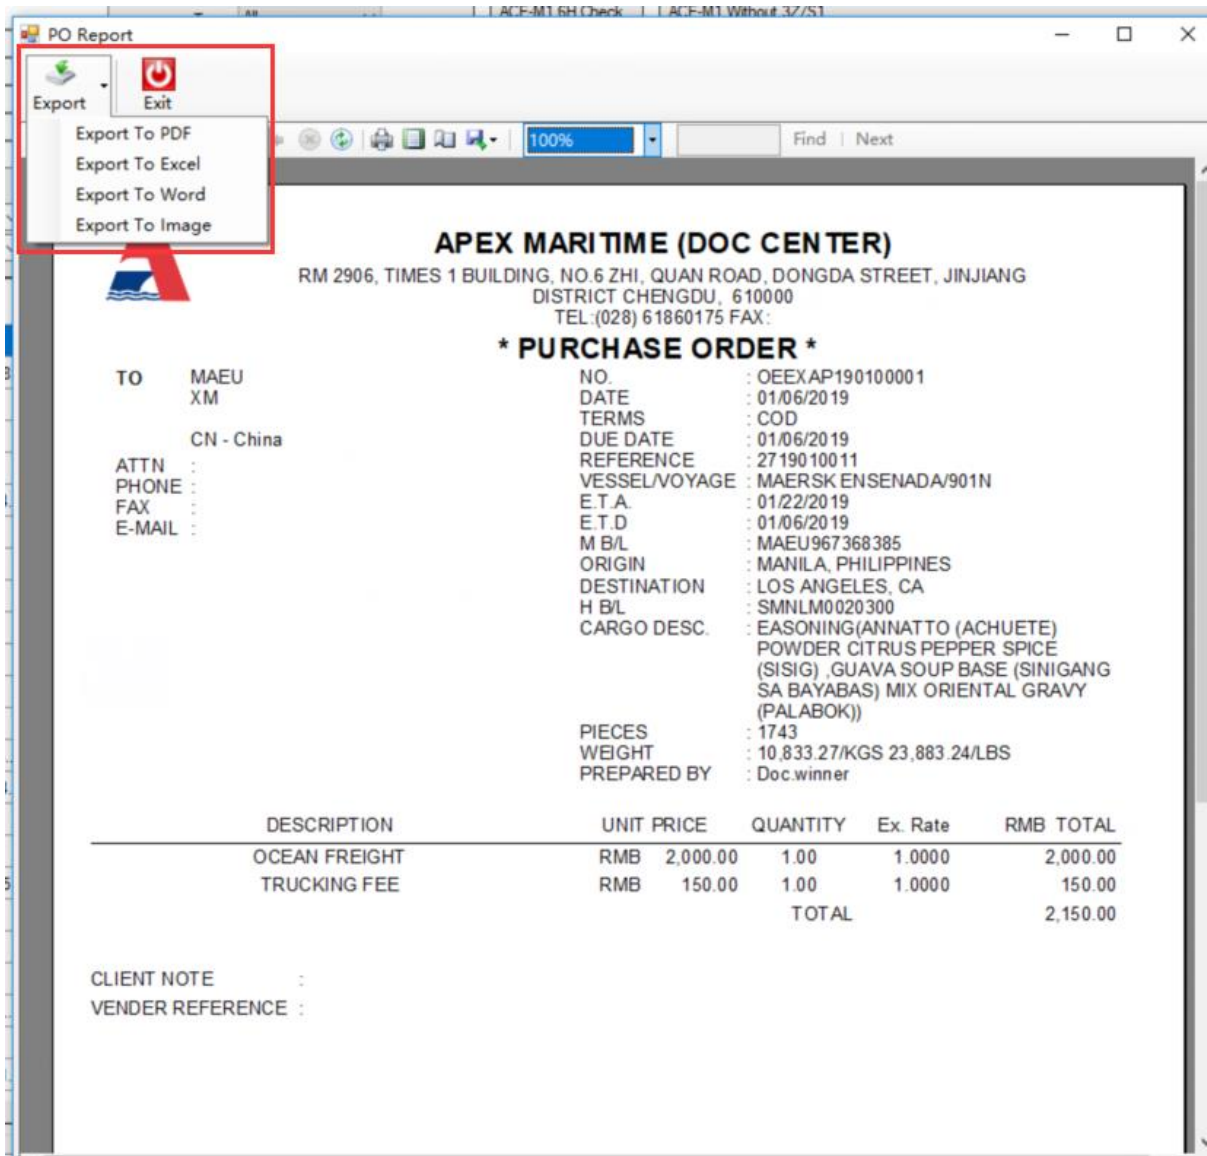 All
ACE-M1 6H Check
ACE-M1 Without 3Z/S1
PO Report
Export
Exit
Export To PDF
Export To Excel
Export To Word
Export To Image
100%
Find | Next
APEX MARITIME (DOC CENTER)
RM 2906, TIMES 1 BUILDING, NO.6 ZHI, QUAN ROAD, DONGDA STREET, JINJIANG
DISTRICT CHENGDU, 610000
TEL:(028) 61860175 FAX:
* PURCHASE ORDER *
TO MAEU
XM
CN - China
ATTN :
PHONE :
FAX :
E-MAIL :
NO. : OEEXAP190100001
DATE : 01/06/2019
TERMS : COD
DUE DATE : 01/06/2019
REFERENCE : 2719010011
VESSEL/VOYAGE : MAERSK ENSENADA/901N
E.T.A. : 01/22/2019
E.T.D : 01/06/2019
M B/L : MAEU967368385
ORIGIN : MANILA, PHILIPPINES
DESTINATION : LOS ANGELES, CA
H B/L : SMNLM0020300
CARGO DESC. : EASONING(ANNATTO (ACHUETE)
POWDER CITRUS PEPPER SPICE
(SISIG) ,GUAVA SOUP BASE (SINIGANG
SA BAYABAS) MIX ORIENTAL GRAVY
(PALABOK))
PIECES : 1743
WEIGHT : 10,833.27/KGS 23,883.24/LBS
PREPARED BY : Doc.winner
DESCRIPTION UNIT PRICE QUANTITY Ex. Rate RMB TOTAL
OCEAN FREIGHT RMB 2,000.00 1.00 1.0000 2,000.00
TRUCKING FEE RMB 150.00 1.00 1.0000 150.00
TOTAL 2,150.00
CLIENT NOTE :
VENDER REFERENCE :